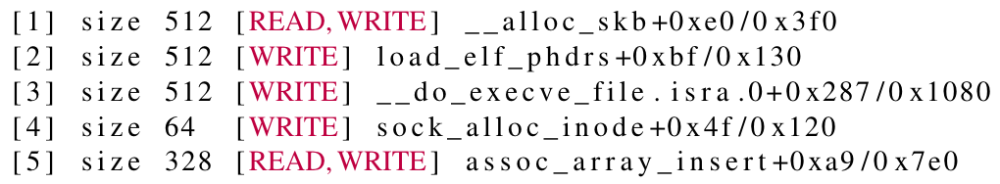 [1] size 512 [READ, WRITE] __alloc_skb+0xe0/0x3f0
[2] size 512 [WRITE] load_elf_phdrs+0xbf/0x130
[3] size 512 [WRITE] __do_execve_file.isra.0+0x287/0x1080
[4] size 64 [WRITE] sock_alloc_inode+0x4f/0x120
[5] size 328 [READ, WRITE] assoc_array_insert+0xa9/0x7e0